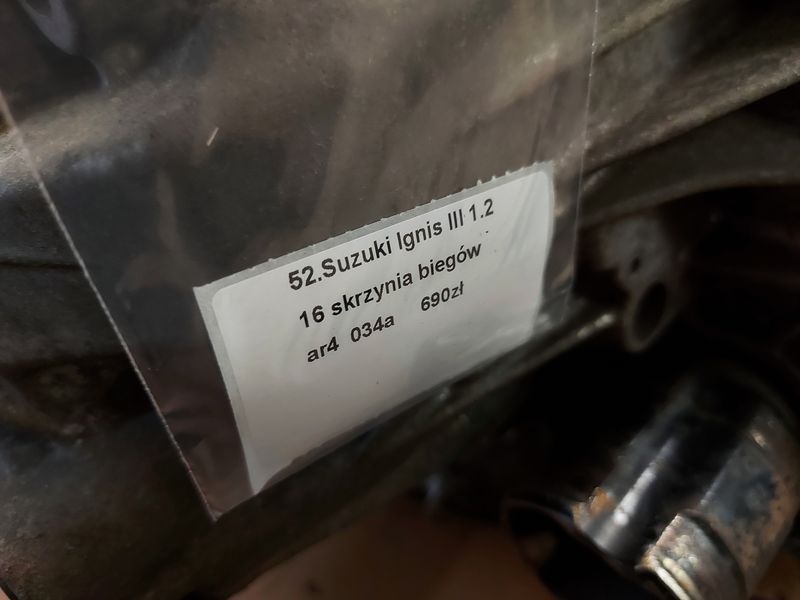 52.Suzuki Ignis III 1.2
16 skrzynia biegów
ar4 034a 690zł